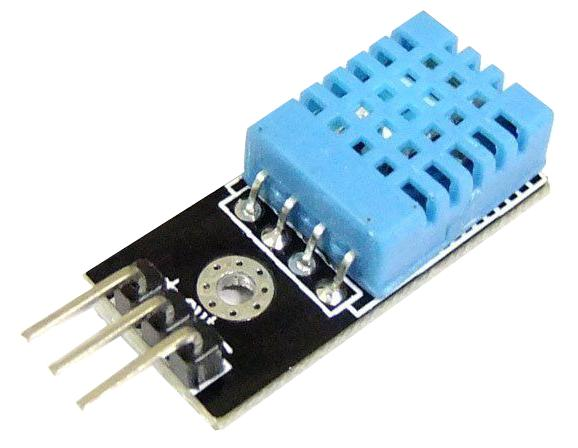 + out -